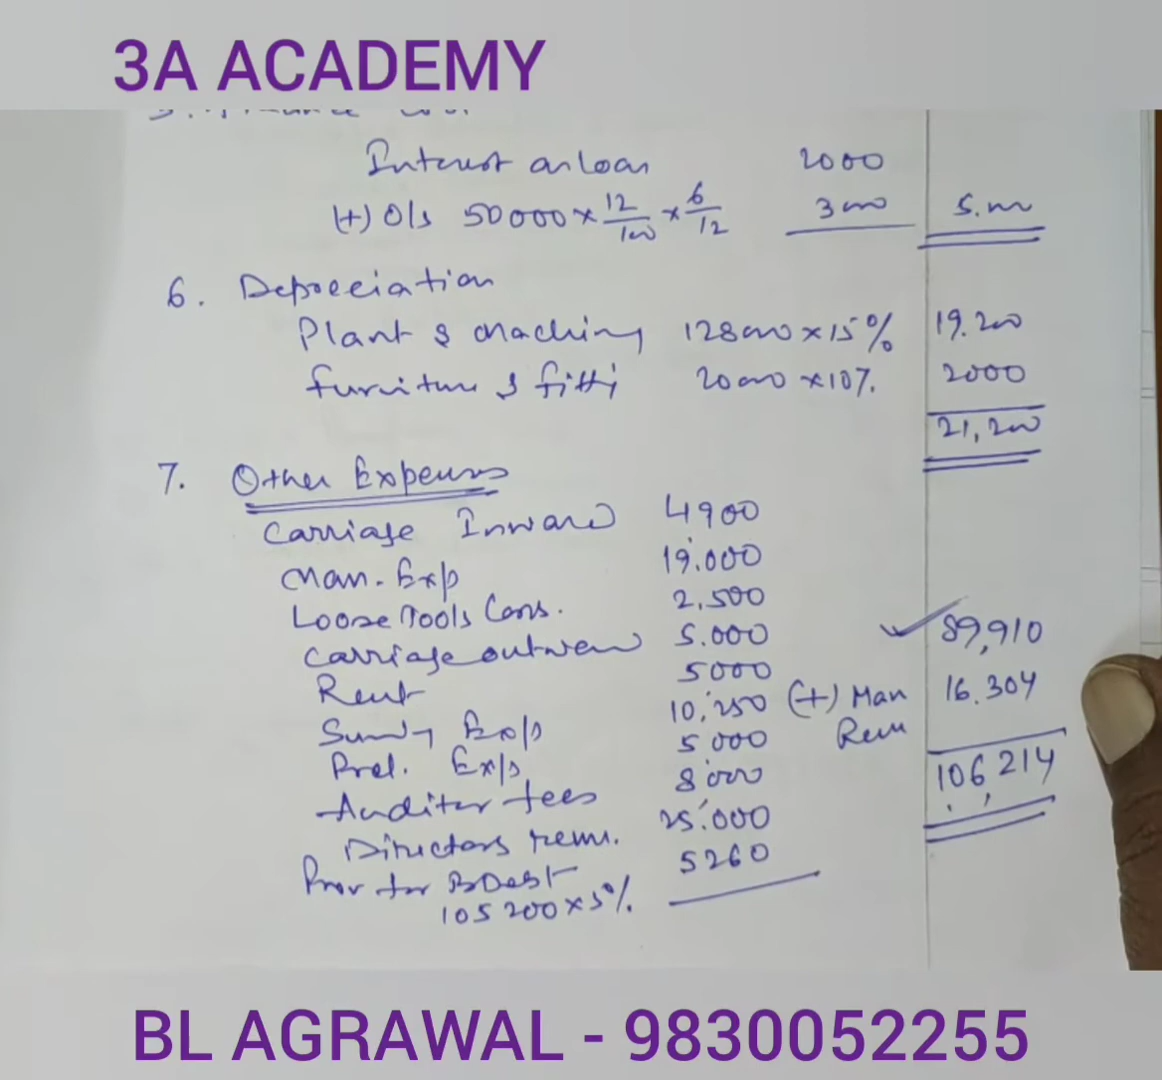 3A ACADEMY
Interest on loan 2000
(+) O/s 50000 × 12/100 × 6/12 3000 5.000
6. Depreciation
Plant & Machiny 128000 × 15% 19.200
furniture & fitti 20000 × 10%. 2000
21,200
7. Other Expenses
Carriage Inward 4900
Man. Exp 19.000
Loose Tools Cons. 2,500
Carriage outward 5.000 89,910
Rent 5000
Sundry Exp 10,250 (+) Man Rem 16.304
Prel. Exps 5000
Auditor fees 8000 106,214
Directors remu. 25.000
Prov for B Debt 5260
105200 × 5%.
BL AGRAWAL - 9830052255